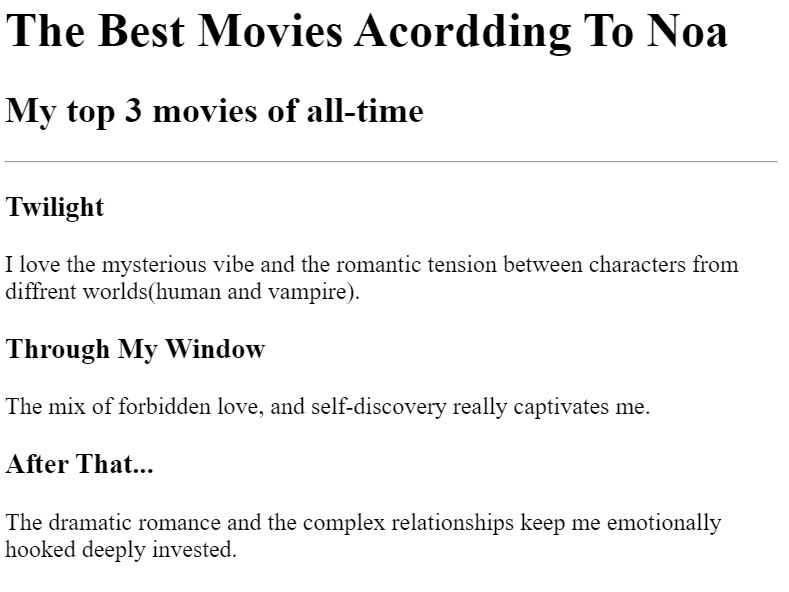 The Best Movies Acordding To Noa
My top 3 movies of all-time
Twilight
I love the mysterious vibe and the romantic tension between characters from
diffrent worlds(human and vampire).
Through My Window
The mix of forbidden love, and self-discovery really captivates me.
After That...
The dramatic romance and the complex relationships keep me emotionally
hooked deeply invested.